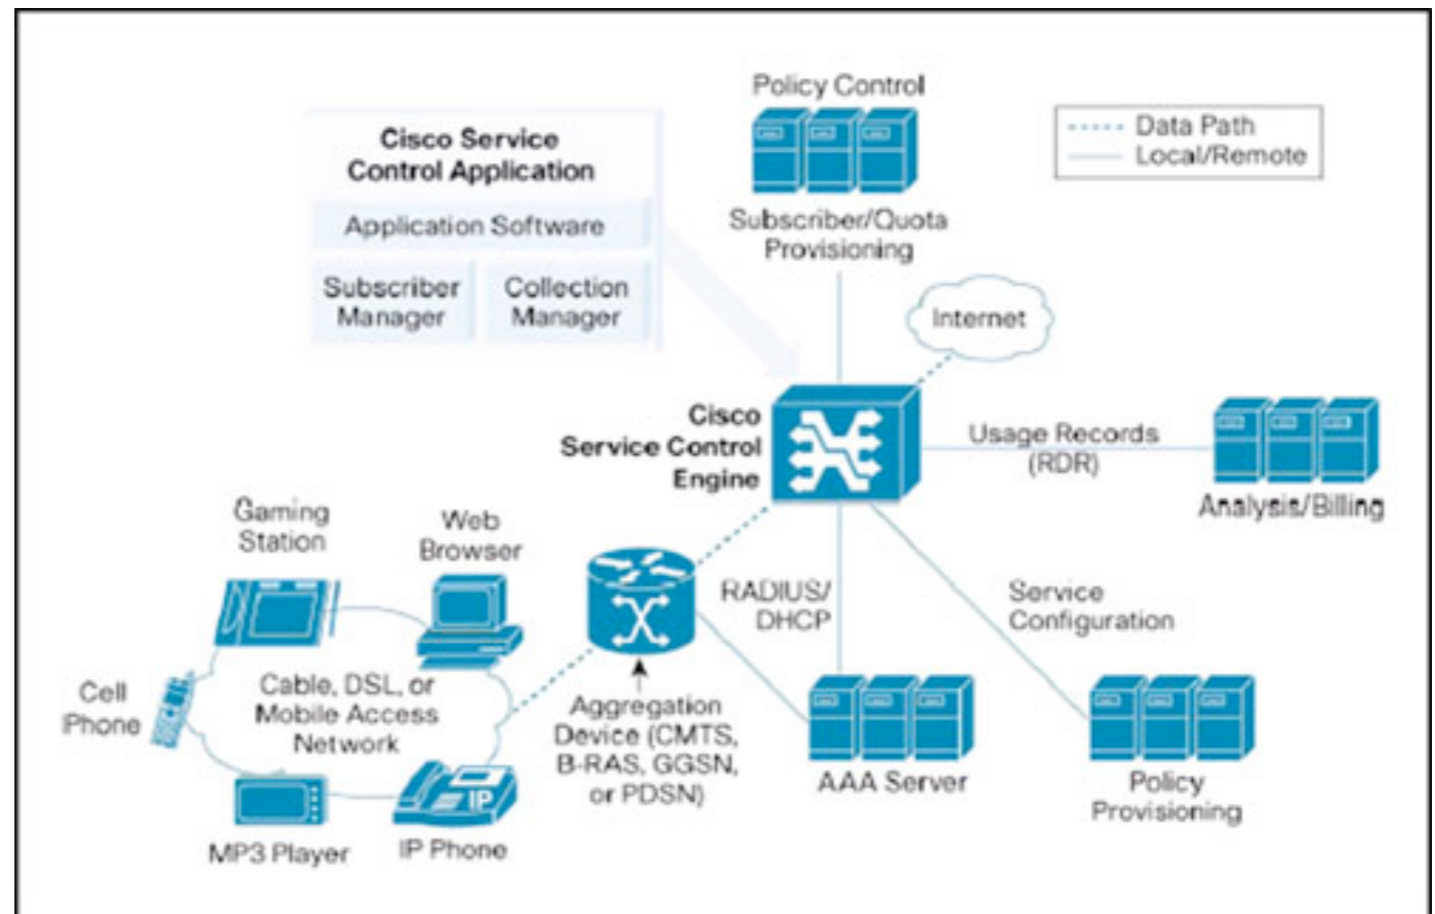 Policy Control
Data Path
Local/Remote
Cisco Service
Control Application
Application Software
Subscriber
Manager
Collection
Manager
Subscriber/Quota
Provisioning
Internet
Cisco
Service Control
Engine
Usage Records
(RDR)
Analysis/Billing
Gaming
Station
Web
Browser
RADIUS/
DHCP
Service
Configuration
Cell
Phone
Cable, DSL, or
Mobile Access
Network
Aggregation
Device (CMTS,
B-RAS, GGSN,
or PDSN)
AAA Server
Policy
Provisioning
MP3 Player
IP
IP Phone